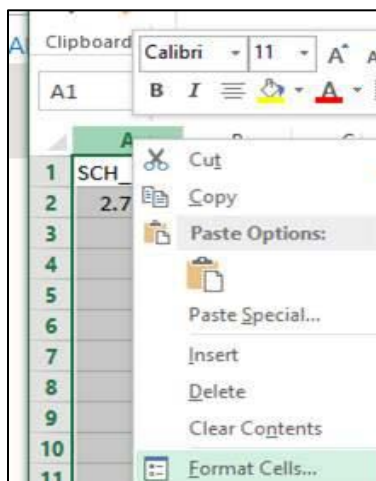 Clipboard
Calibri 11 A A
A1
B I A
A
1 SCH_
2 2.7
3
4
5
6
7
8
9
10
11
Cut
Copy
Paste Options:
Paste Special...
Insert
Delete
Clear Contents
Format Cells...